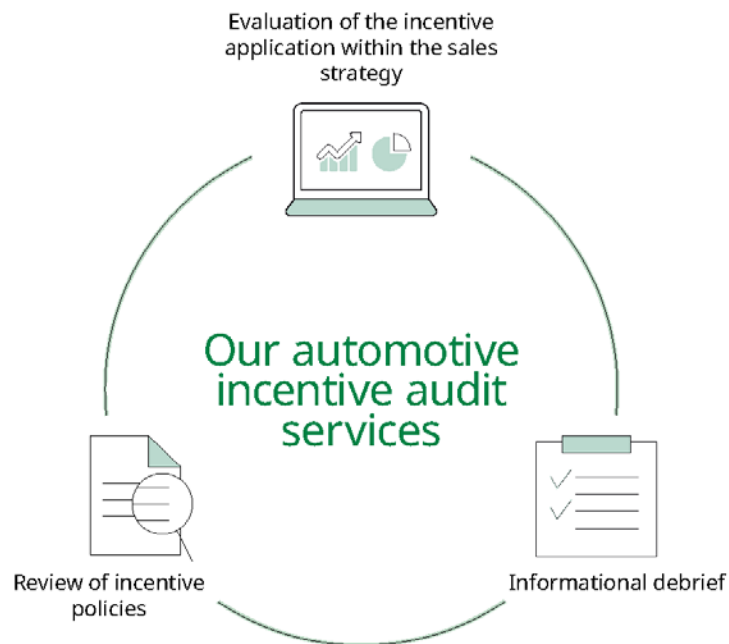 Evaluation of the incentive
application within the sales
strategy
Our automotive
incentive audit
services
Review of incentive
policies
Informational debrief